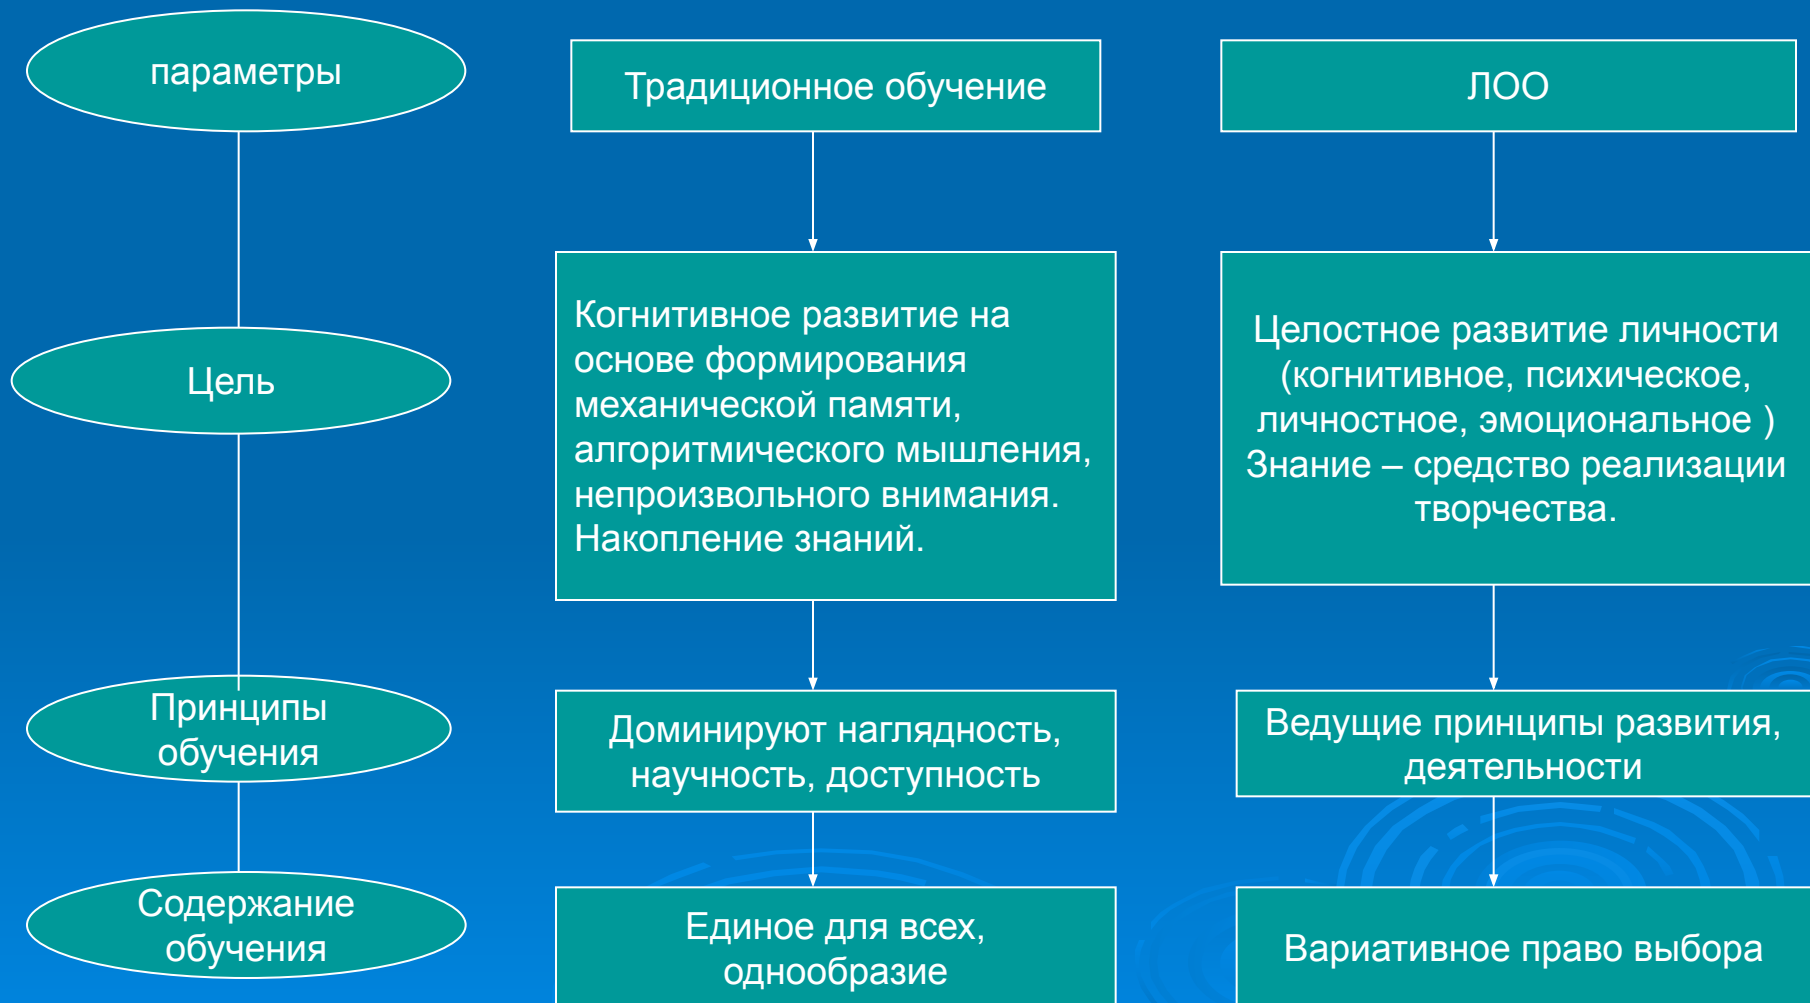 параметры
Традиционное обучение
ЛОО
Цель
Когнитивное развитие на
основе формирования
механической памяти,
алгоритмического мышления,
непроизвольного внимания.
Накопление знаний.
Целостное развитие личности
(когнитивное, психическое,
личностное, эмоциональное )
Знание – средство реализации
творчества.
Принципы
обучения
Доминируют наглядность,
научность, доступность
Ведущие принципы развития,
деятельности
Содержание
обучения
Единое для всех,
однообразие
Вариативное право выбора